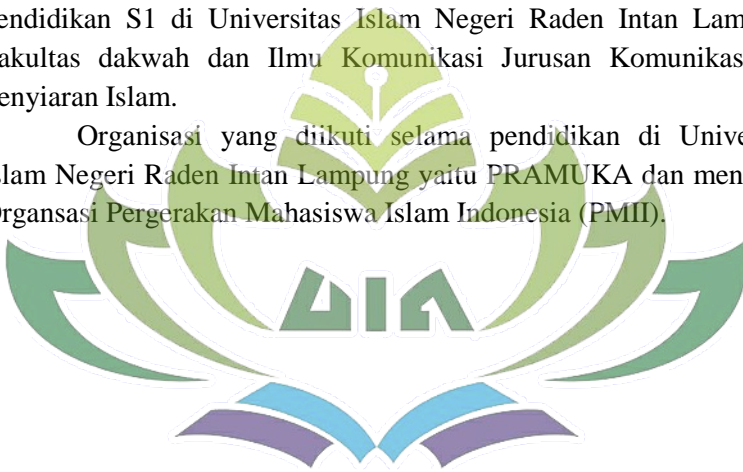 endidikan S1 di Universitas Islam Negeri Raden Intan Lam
akultas dakwah dan Ilmu Komunikasi Jurusan Komunikas
enyiaran Islam.
Organisasi yang diikuti selama pendidikan di Unive
slam Negeri Raden Intan Lampung yaitu PRAMUKA dan men
Organsasi Pergerakan Mahasiswa Islam Indonesia (PMII).
UIN